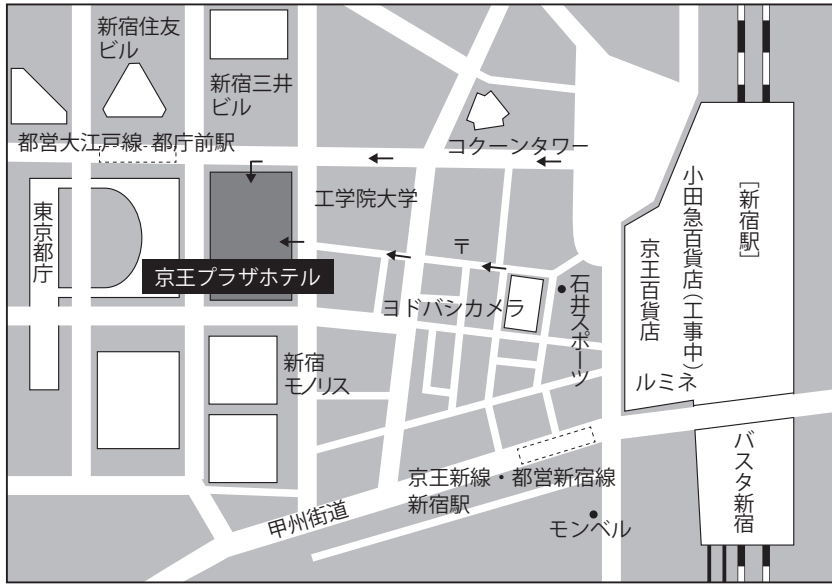 新宿住友
ビル
新宿三井
ビル
都営大江戸線 都庁前駅
コクーンタワー
工学院大学
東京都庁
京王プラザホテル
〒
ヨドバシカメラ
石井スポーツ
小田急百貨店(工事中)
京王百貨店
[新宿駅]
ルミネ
新宿
モノリス
京王新線・都営新宿線
新宿駅
甲州街道
モンベル
バスタ新宿